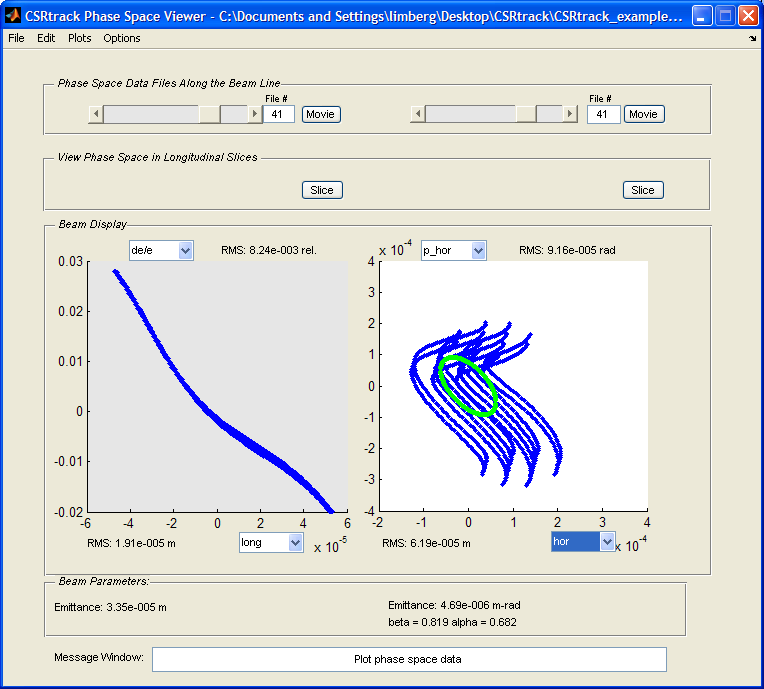 CSRtrack Phase Space Viewer - C:\Documents and Settings\limberg\Desktop\CSRtrack\CSRtrack_example...
File Edit Plots Options
Phase Space Data Files Along the Beam Line
File # File #
41 Movie 41 Movie
View Phase Space in Longitudinal Slices
Slice Slice
Beam Display
de/e RMS: 8.24e-003 rel. x 10^-4 p_hor RMS: 9.16e-005 rad
0.03 4
3
0.02 2
0.01 1
0 0
-1
-0.01 -2
-3
-0.02 -4
-6 -4 -2 0 2 4 6 -2 -1 0 1 2 3 4
RMS: 1.91e-005 m long x 10^-5 RMS: 6.19e-005 m hor x 10^-4
Beam Parameters:
Emittance: 3.35e-005 m Emittance: 4.69e-006 m-rad
beta = 0.819 alpha = 0.682
Message Window: Plot phase space data